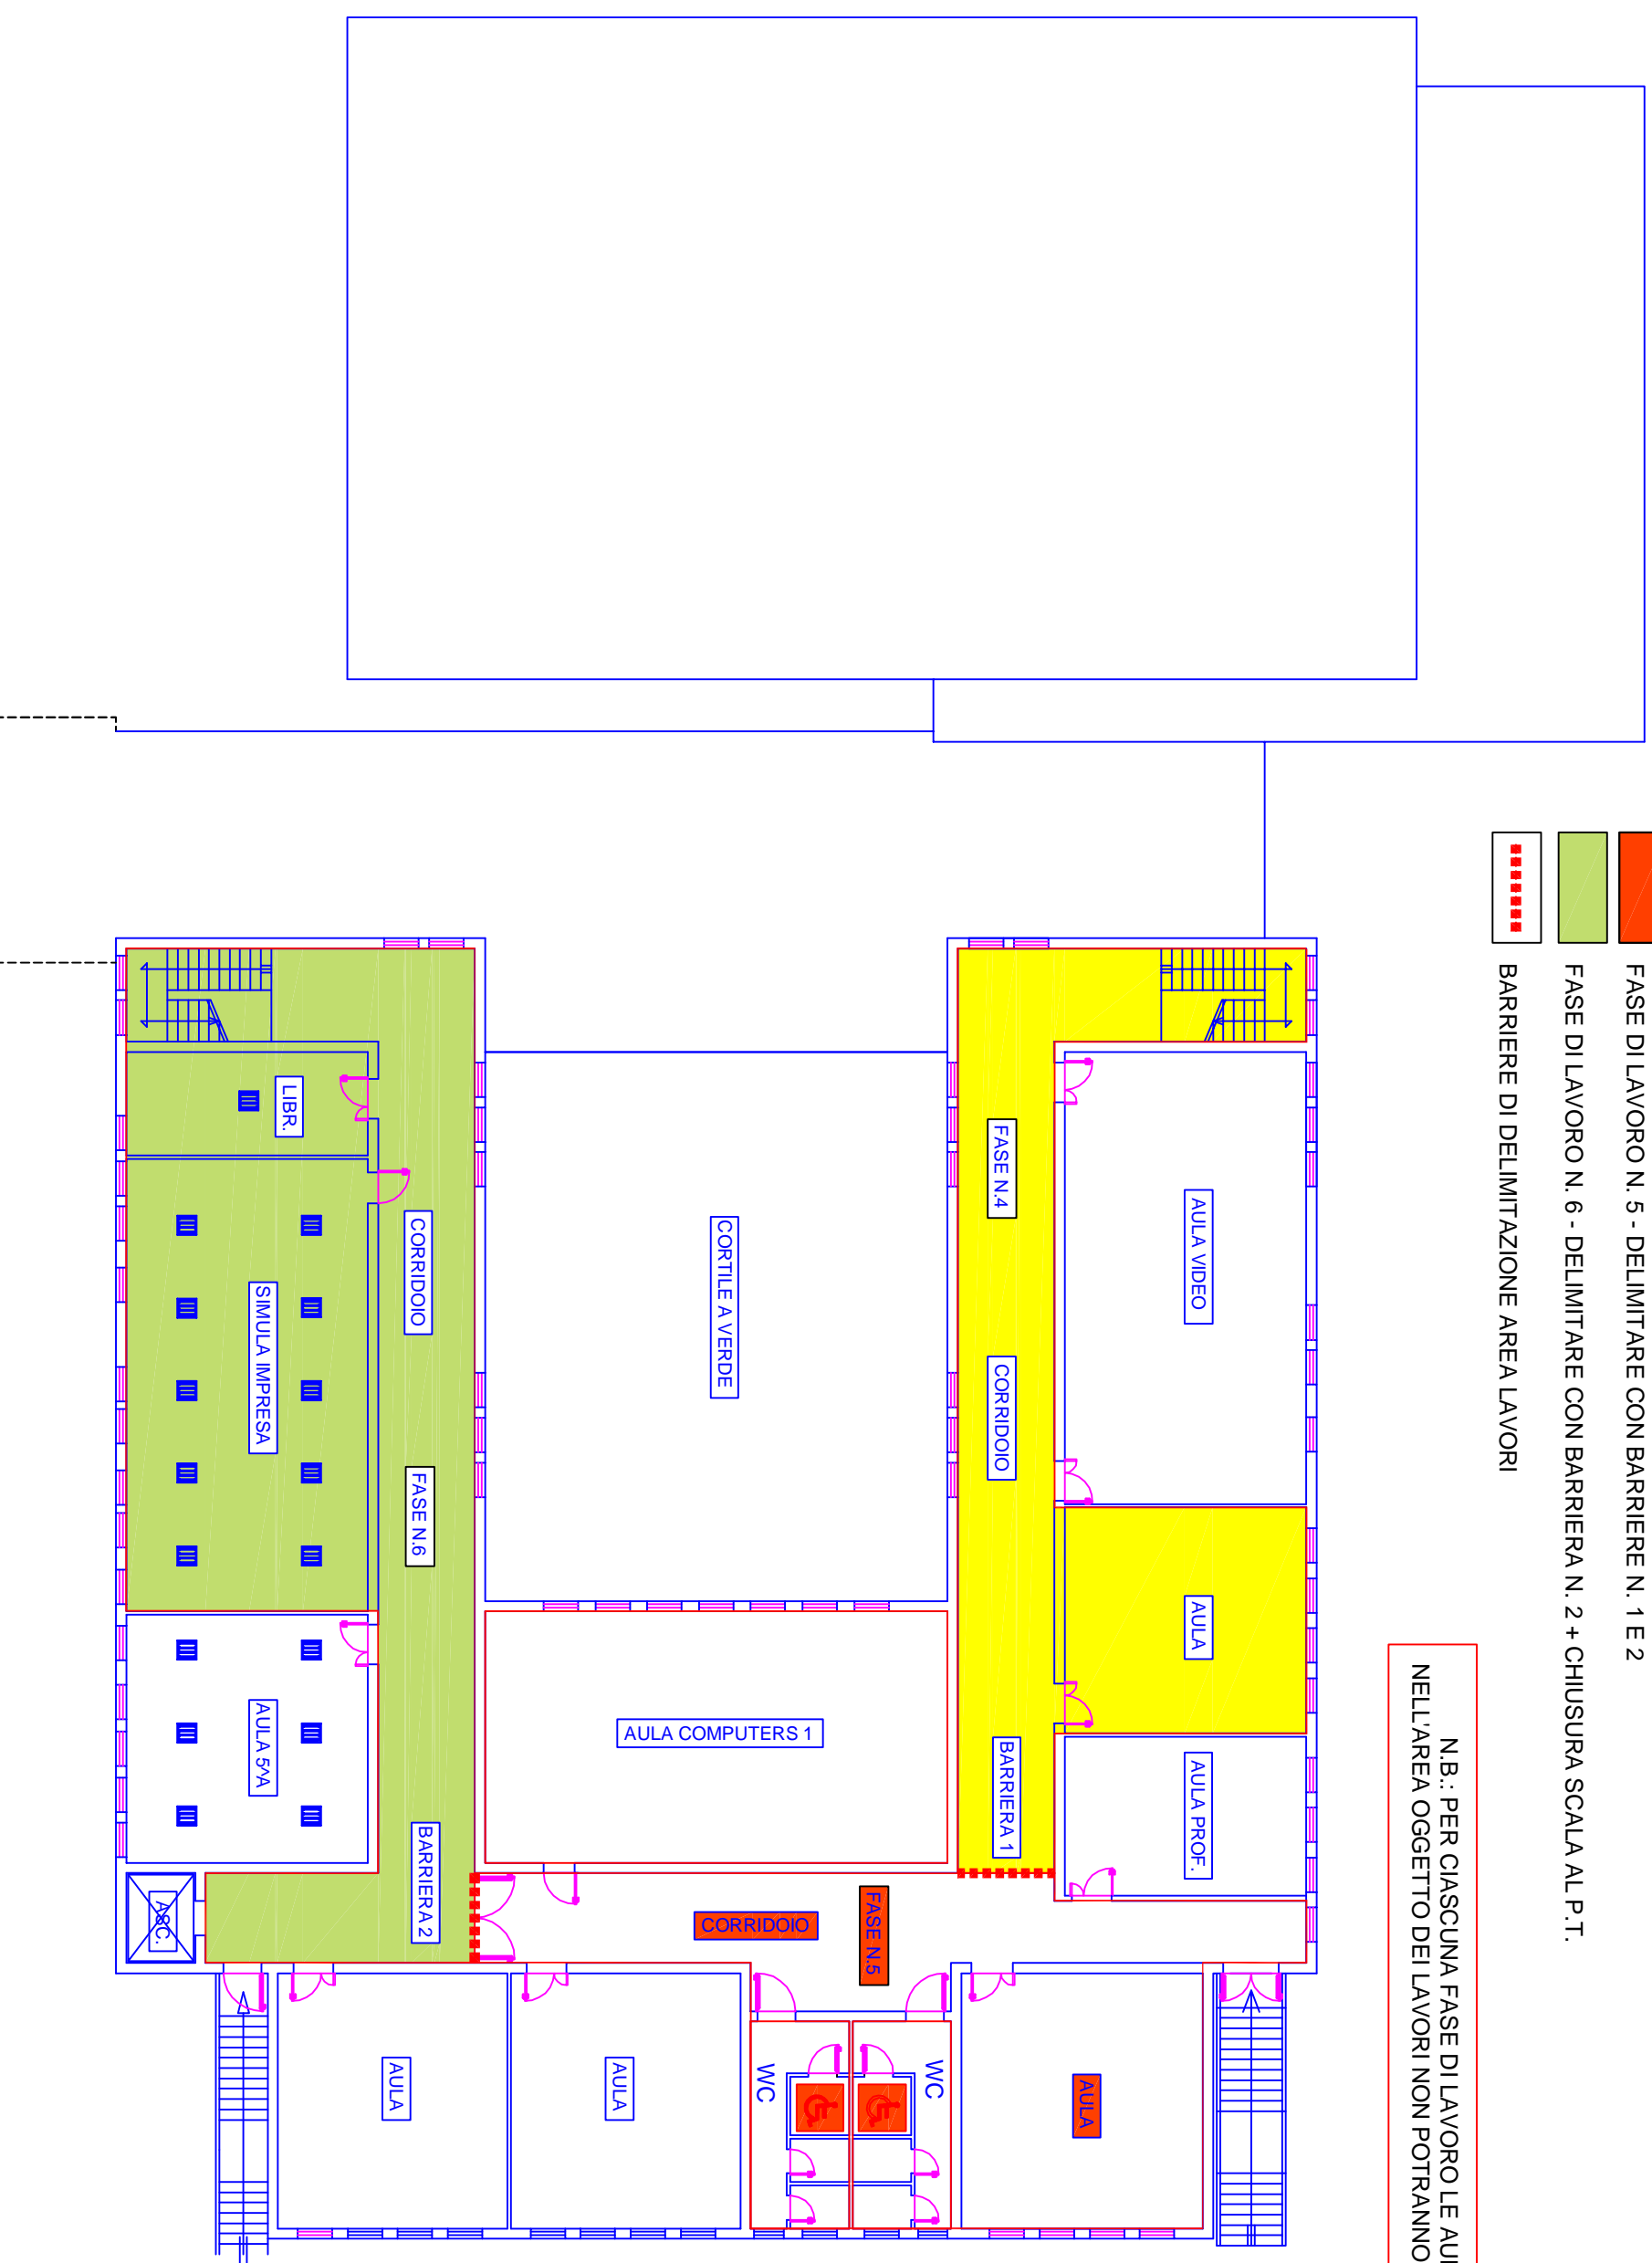 FASE DI LAVORO N. 5 - DELIMITARE CON BARRIERE N. 1 E 2
FASE DI LAVORO N. 6 - DELIMITARE CON BARRIERA N. 2 + CHIUSURA SCALA AL P.T.
BARRIERE DI DELIMITAZIONE AREA LAVORI
N.B.: PER CIASCUNA FASE DI LAVORO LE
NELL'AREA OGGETTO DEI LAVORI NON POTRANNO
AULA VIDEO
AULA
AULA PROF.
FASE N.4
CORRIDOIO
BARRIERA 1
CORTILE A VERDE
AULA COMPUTERS 1
LIBR.
CORRIDOIO
SIMULA IMPRESA
FASE N.6
AULA 5^A
BARRIERA 2
ASC.
CORRIDOIO
FASE N.5
AULA
AULA
WC
WC
AULA